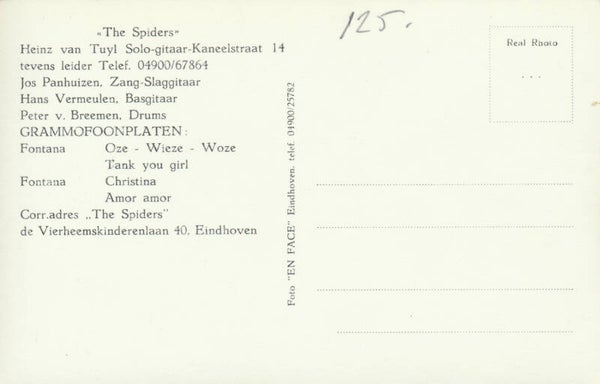 «The Spiders»
Heinz van Tuyl Solo-gitaar-Kaneelstraat 14
tevens leider Telef. 04900/67864
Jos Panhuizen, Zang-Slaggitaar
Hans Vermeulen, Basgitaar
Peter v. Breemen, Drums
GRAMMOFOONPLATEN:
Fontana Oze - Wieze - Woze
Tank you girl
Fontana Christina
Amor amor
Corr.adres „The Spiders"
de Vierheemskinderenlaan 40, Eindhoven
Foto "EN FACE" Eindhoven, telef. 04900/25782
125.
Real Photo
...